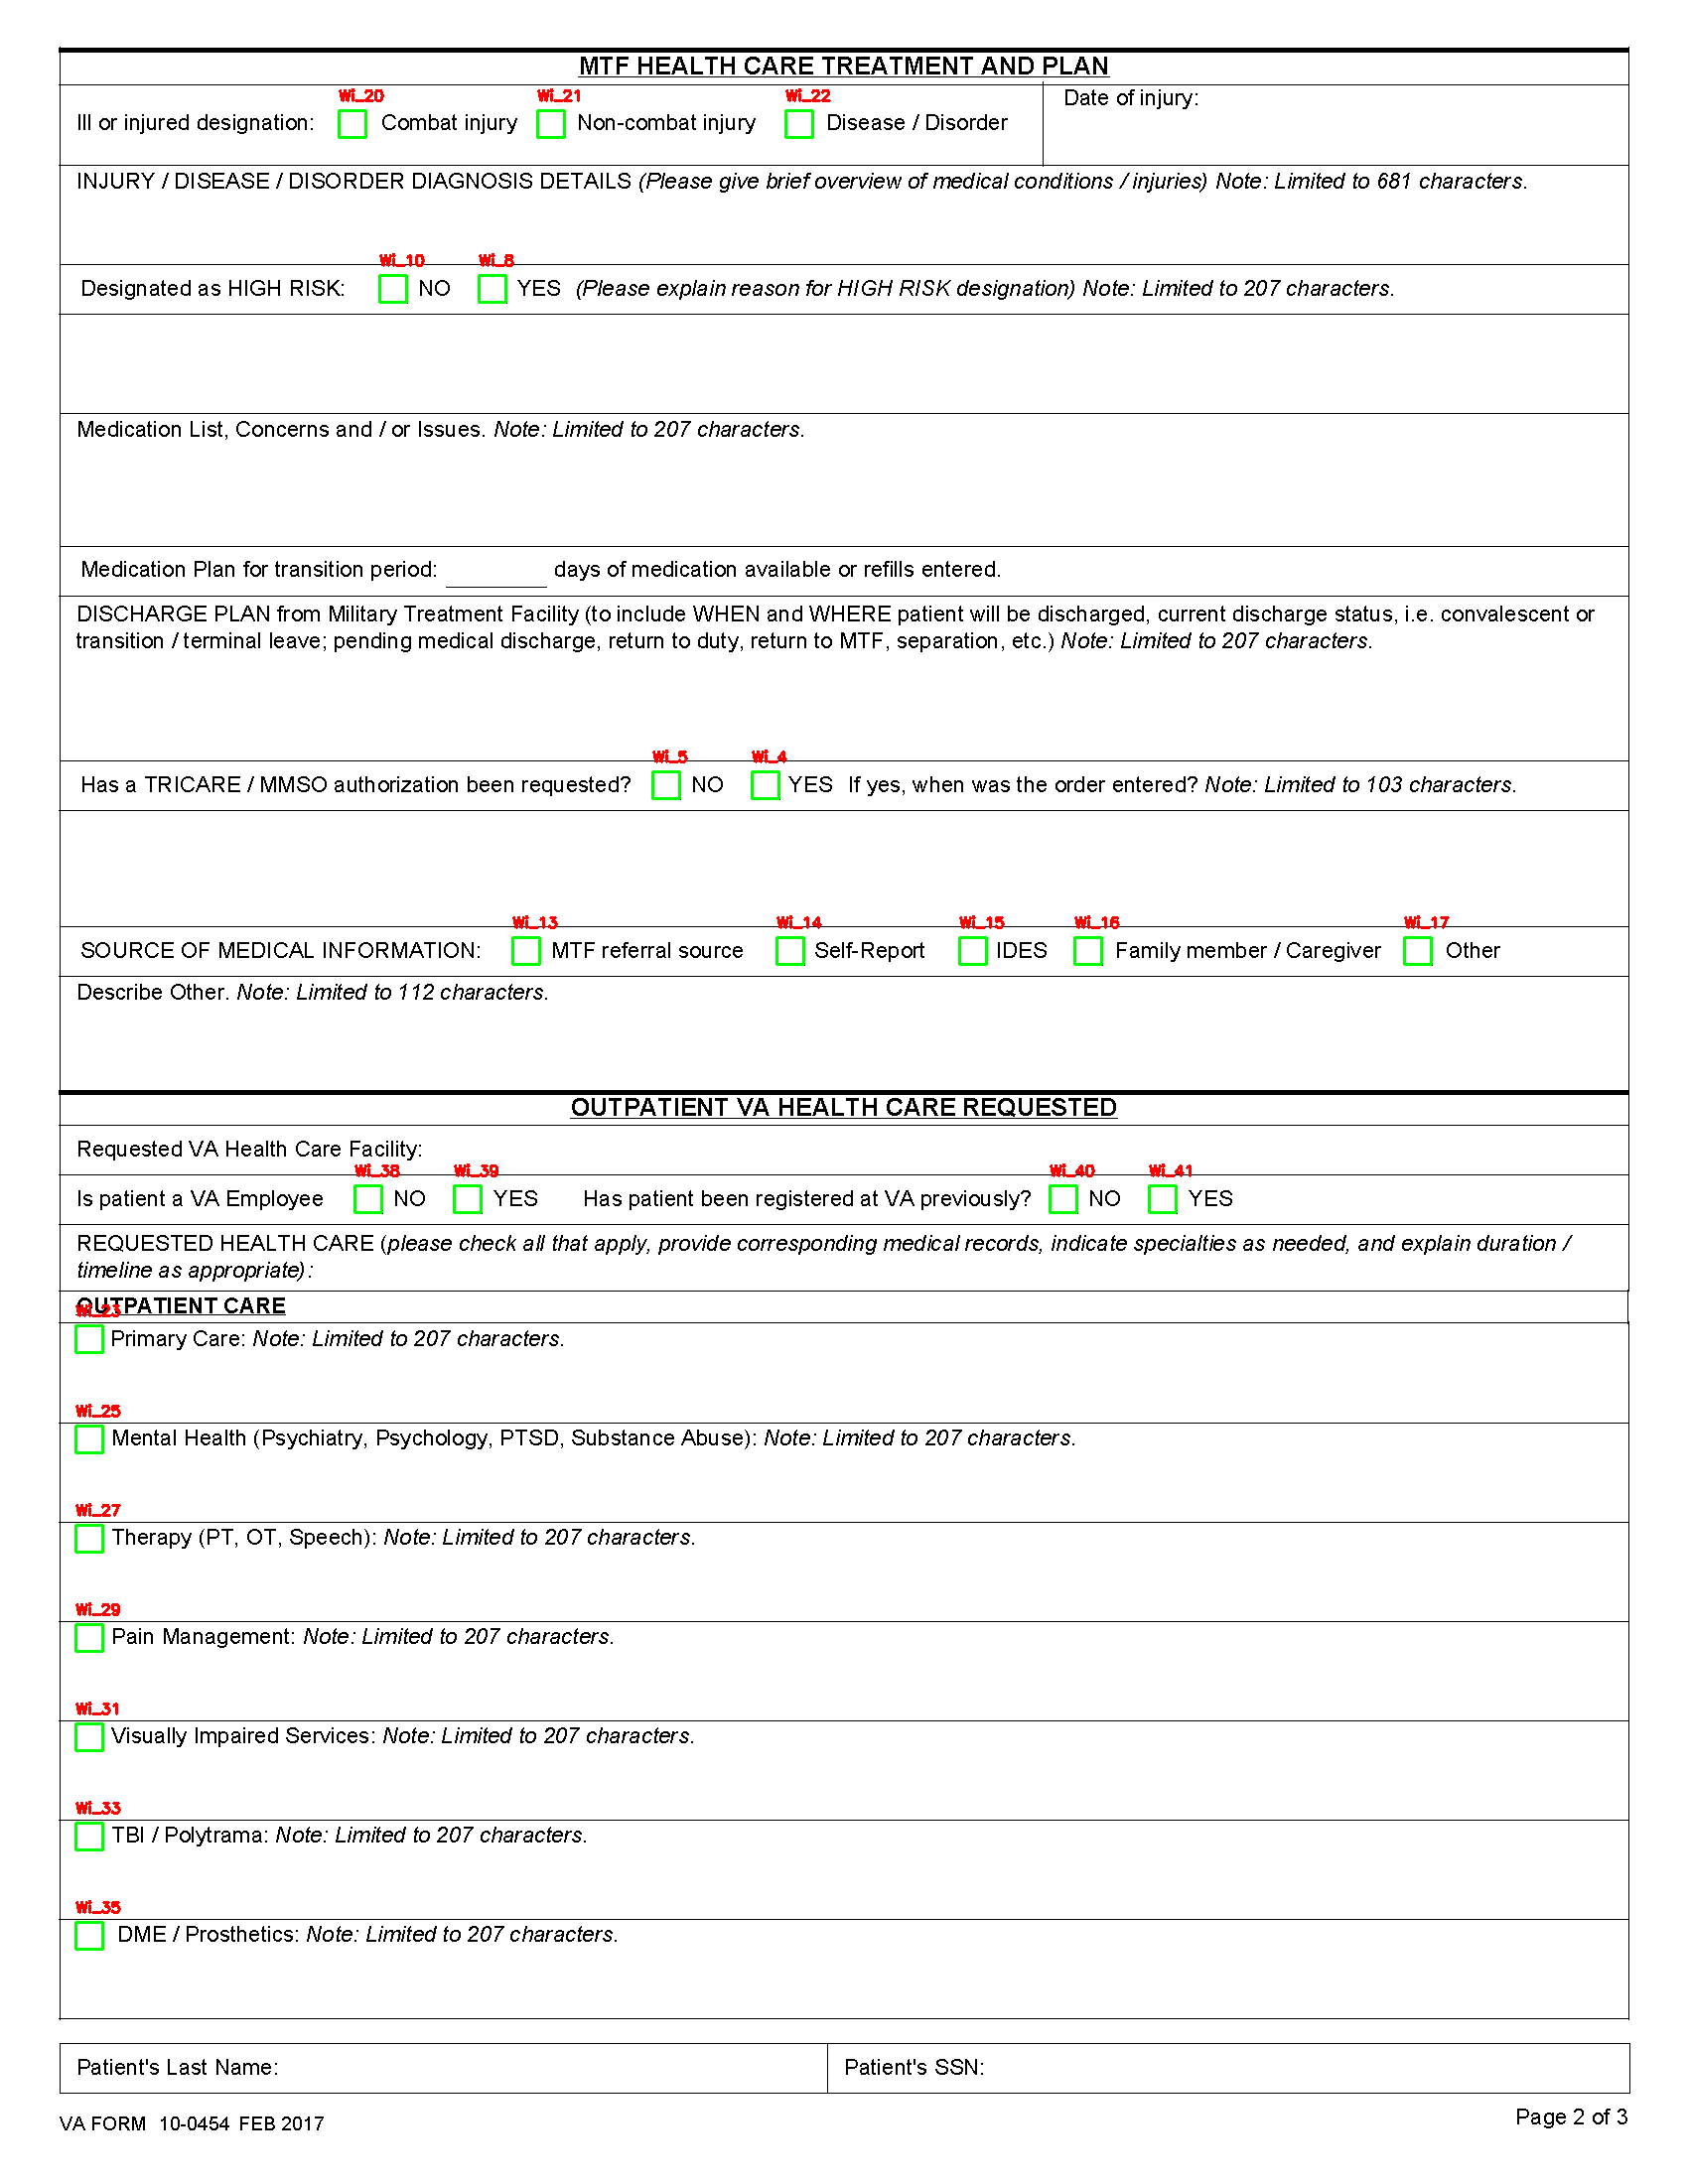 MTF HEALTH CARE TREATMENT AND PLAN
Wi_20 Wi_21 Wi_22
Ill or injured designation: Combat injury Non-combat injury Disease / Disorder Date of injury:
INJURY / DISEASE / DISORDER DIAGNOSIS DETAILS (Please give brief overview of medical conditions / injuries) Note: Limited to 681 characters.
Wi_10 Wi_8
Designated as HIGH RISK: NO YES (Please explain reason for HIGH RISK designation) Note: Limited to 207 characters.
Medication List, Concerns and / or Issues. Note: Limited to 207 characters.
Medication Plan for transition period: ________ days of medication available or refills entered.
DISCHARGE PLAN from Military Treatment Facility (to include WHEN and WHERE patient will be discharged, current discharge status, i.e. convalescent or
transition / terminal leave; pending medical discharge, return to duty, return to MTF, separation, etc.) Note: Limited to 207 characters.
Wi_5 Wi_4
Has a TRICARE / MMSO authorization been requested? NO YES If yes, when was the order entered? Note: Limited to 103 characters.
Wi_13 Wi_14 Wi_15 Wi_16 Wi_17
SOURCE OF MEDICAL INFORMATION: MTF referral source Self-Report IDES Family member / Caregiver Other
Describe Other. Note: Limited to 112 characters.
OUTPATIENT VA HEALTH CARE REQUESTED
Requested VA Health Care Facility:
Wi_38 Wi_39 Wi_40 Wi_41
Is patient a VA Employee NO YES Has patient been registered at VA previously? NO YES
REQUESTED HEALTH CARE (please check all that apply, provide corresponding medical records, indicate specialties as needed, and explain duration /
timeline as appropriate):
OUTPATIENT CARE
Wi_23
Primary Care: Note: Limited to 207 characters.
Wi_25
Mental Health (Psychiatry, Psychology, PTSD, Substance Abuse): Note: Limited to 207 characters.
Wi_27
Therapy (PT, OT, Speech): Note: Limited to 207 characters.
Wi_29
Pain Management: Note: Limited to 207 characters.
Wi_31
Visually Impaired Services: Note: Limited to 207 characters.
Wi_33
TBI / Polytrama: Note: Limited to 207 characters.
Wi_35
DME / Prosthetics: Note: Limited to 207 characters.
Patient's Last Name: Patient's SSN:
VA FORM 10-0454 FEB 2017 Page 2 of 3